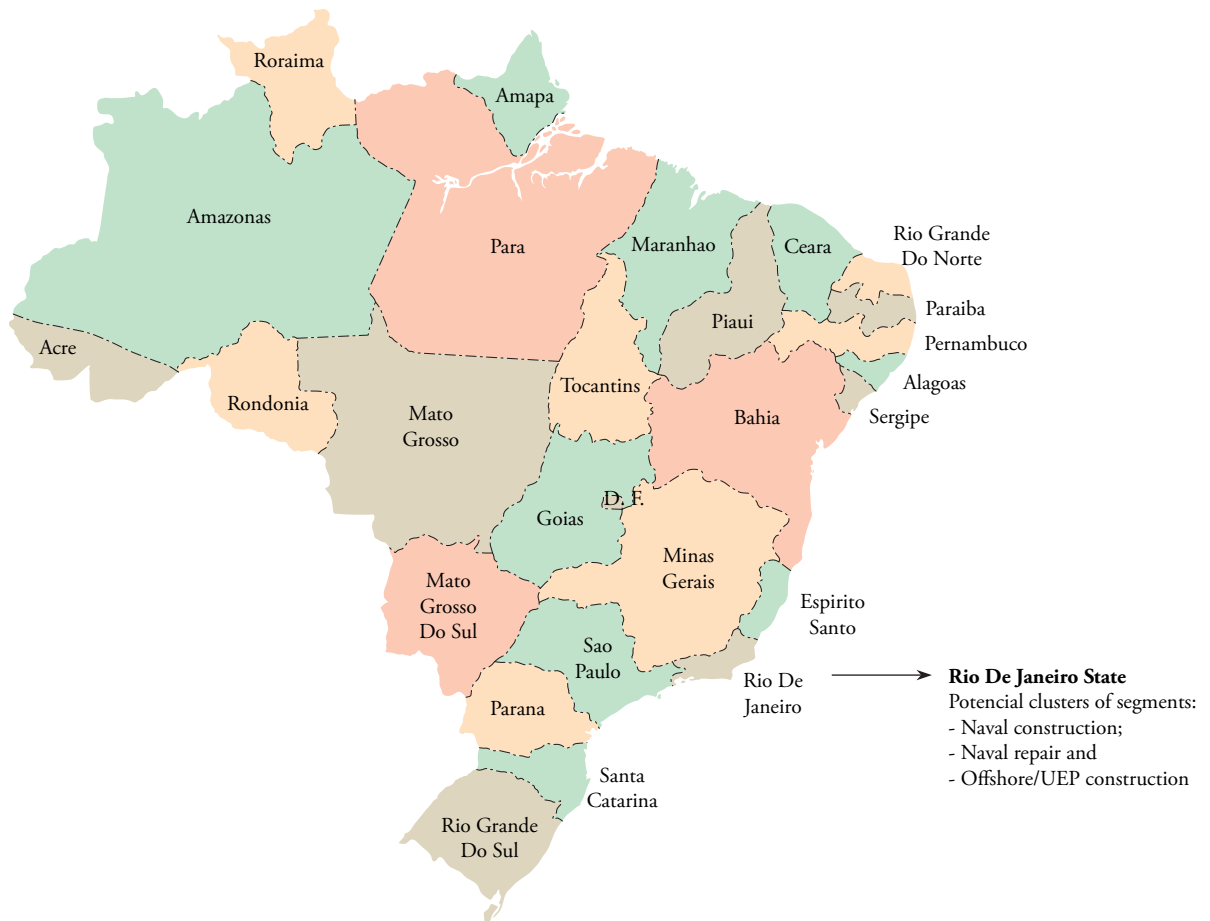 Roraima
Amapa
Amazonas
Para
Maranhao
Ceara
Rio Grande
Do Norte
Piaui
Paraiba
Pernambuco
Acre
Alagoas
Tocantins
Rondonia
Mato
Grosso
Bahia
Sergipe
D. F.
Goias
Minas
Gerais
Mato
Grosso
Do Sul
Espirito
Santo
Sao
Paulo
Rio De
Janeiro
Rio De Janeiro State
Potencial clusters of segments:
- Naval construction;
- Naval repair and
- Offshore/UEP construction
Parana
Santa
Catarina
Rio Grande
Do Sul